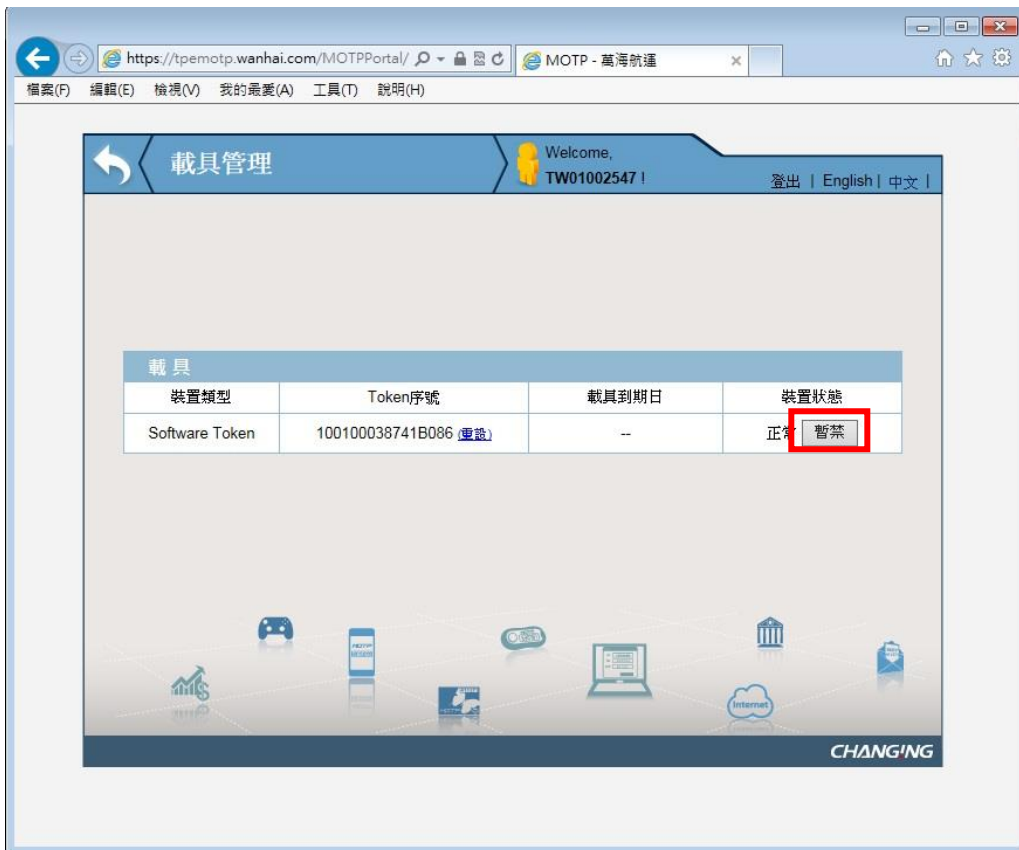 https://tpemotp.wanhai.com/MOTPPortal/
MOTP - 萬海航運
檔案(F) 編輯(E) 檢視(V) 我的最愛(A) 工具(T) 說明(H)
載具管理
Welcome,
TW01002547 !
登出 | English | 中文 |
載具
裝置類型 Token序號 載具到期日 裝置狀態
Software Token 100100038741B086 (重設) -- 正常 暫禁
Internet
CHANGING